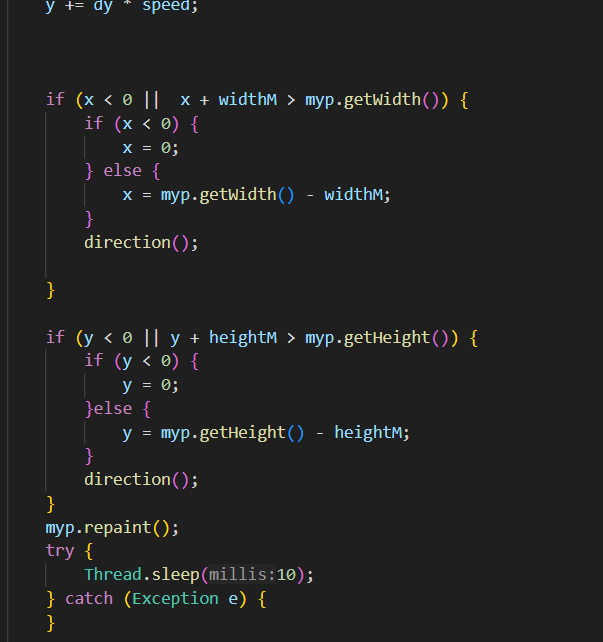 y += dy * speed;
if (x < 0 ||  x + widthM > myp.getWidth()) {
if (x < 0) {
x = 0;
} else {
x = myp.getWidth() - widthM;
}
direction();
}
if (y < 0 || y + heightM > myp.getHeight()) {
if (y < 0) {
y = 0;
}else {
y = myp.getHeight() - heightM;
}
direction();
}
myp.repaint();
try {
Thread.sleep(millis:10);
} catch (Exception e) {
}